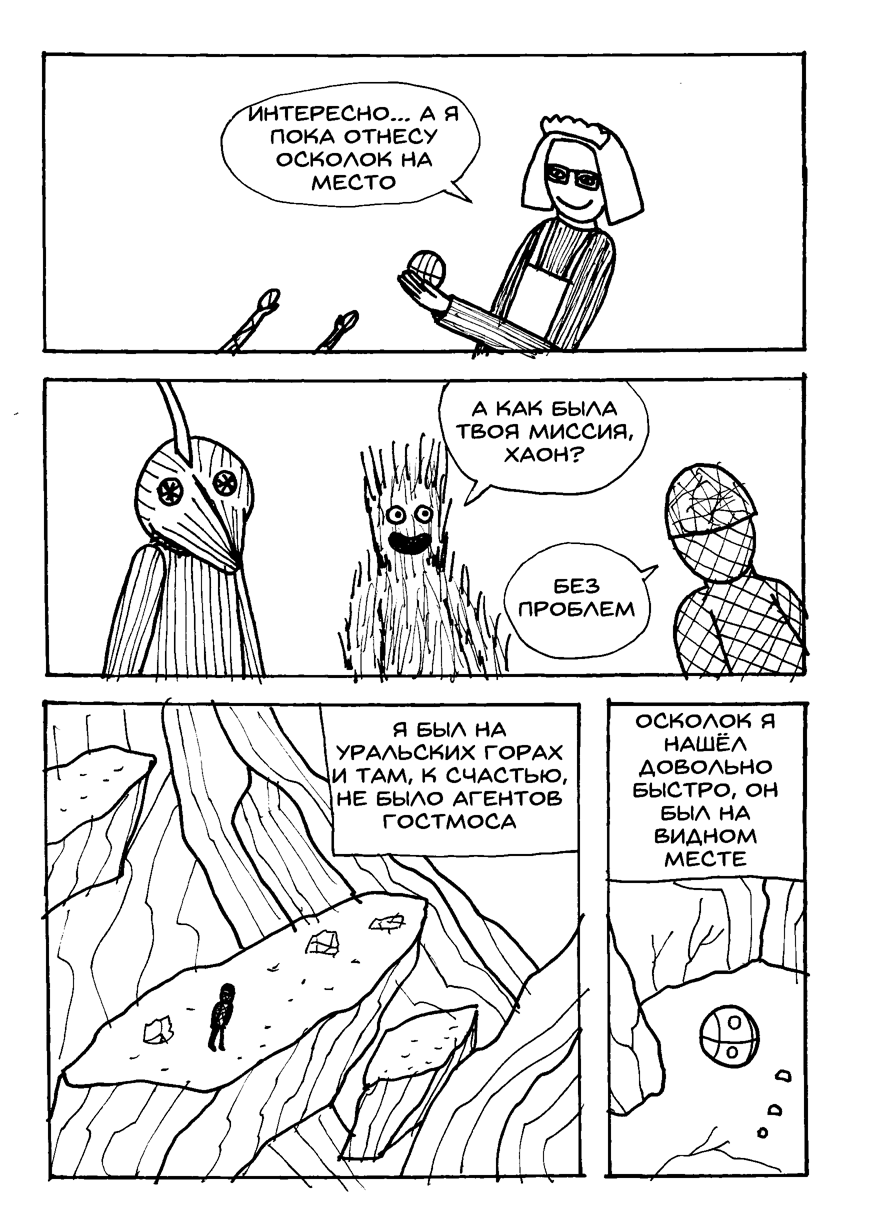 ИНТЕРЕСНО... А Я
ПОКА ОТНЕСУ
ОСКОЛОК НА
МЕСТО
А КАК БЫЛА
ТВОЯ МИССИЯ,
ХАОН?
БЕЗ
ПРОБЛЕМ
Я БЫЛ НА
УРАЛЬСКИХ ГОРАХ
И ТАМ, К СЧАСТЬЮ,
НЕ БЫЛО АГЕНТОВ
ГОСТМОСА
ОСКОЛОК Я
НАШЁЛ
ДОВОЛЬНО
БЫСТРО, ОН
БЫЛ НА
ВИДНОМ
МЕСТЕ